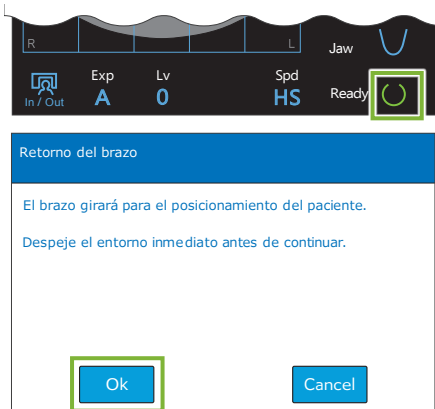 R L Jaw
Exp Lv Spd
In / Out A 0 HS Ready
Retorno del brazo
El brazo girará para el posicionamiento del paciente.
Despeje el entorno inmediato antes de continuar.
Ok Cancel